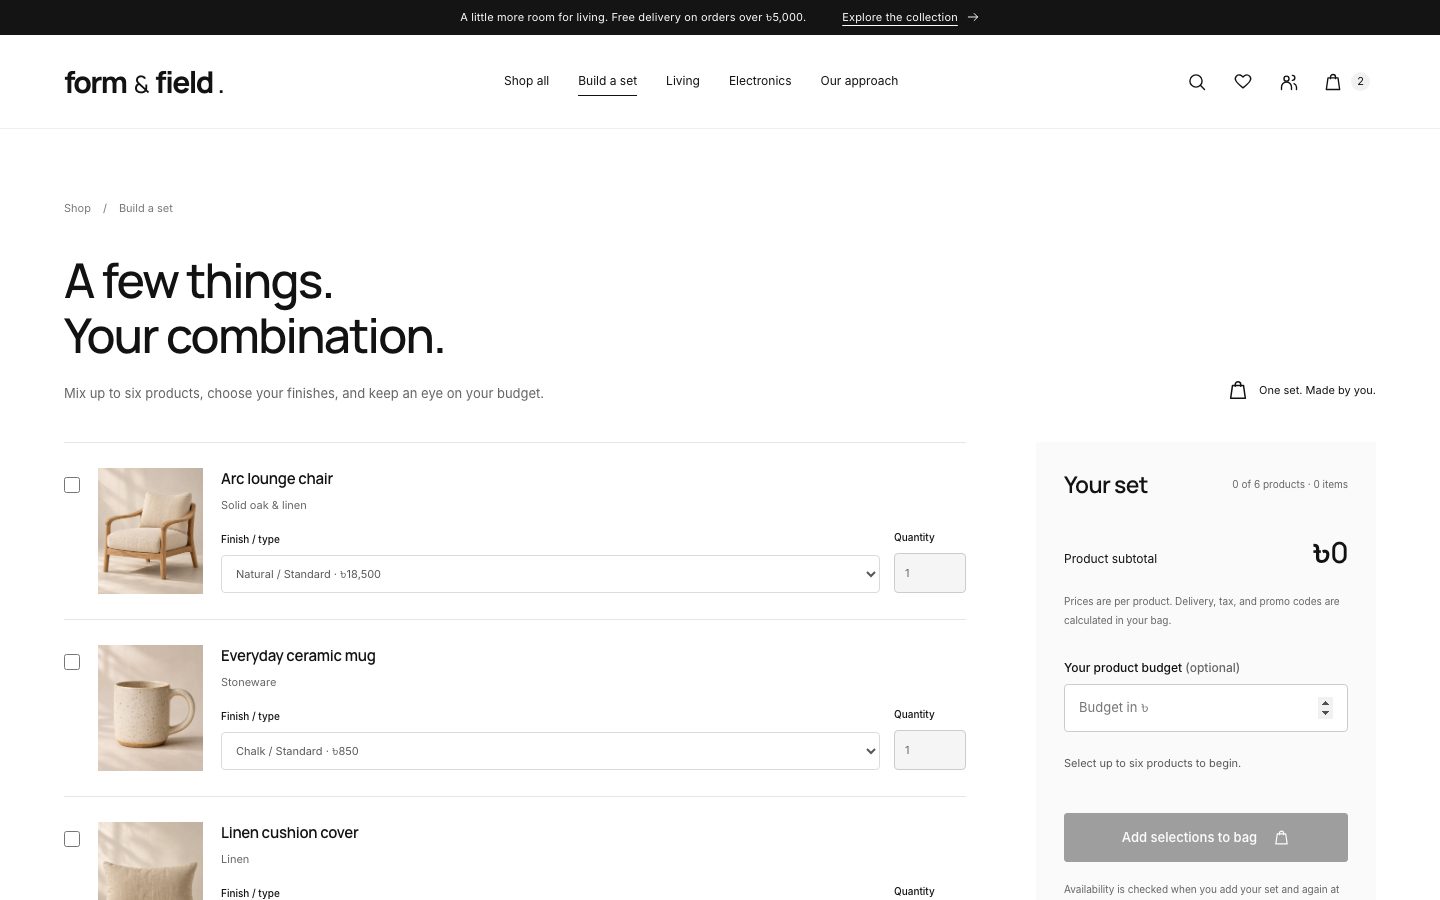 A little more room for living. Free delivery on orders over ৳5,000. Explore the collection →
form & field .
Shop all Build a set Living Electronics Our approach
2
Shop / Build a set
A few things.
Your combination.
Mix up to six products, choose your finishes, and keep an eye on your budget.
One set. Made by you.
Arc lounge chair
Solid oak & linen
Finish / type
Quantity
Natural / Standard · ৳18,500
1
Everyday ceramic mug
Stoneware
Finish / type
Quantity
Chalk / Standard · ৳850
1
Linen cushion cover
Linen
Finish / type
Quantity
Your set
0 of 6 products · 0 items
Product subtotal
৳0
Prices are per product. Delivery, tax, and promo codes are
calculated in your bag.
Your product budget (optional)
Budget in ৳
Select up to six products to begin.
Add selections to bag
Availability is checked when you add your set and again at